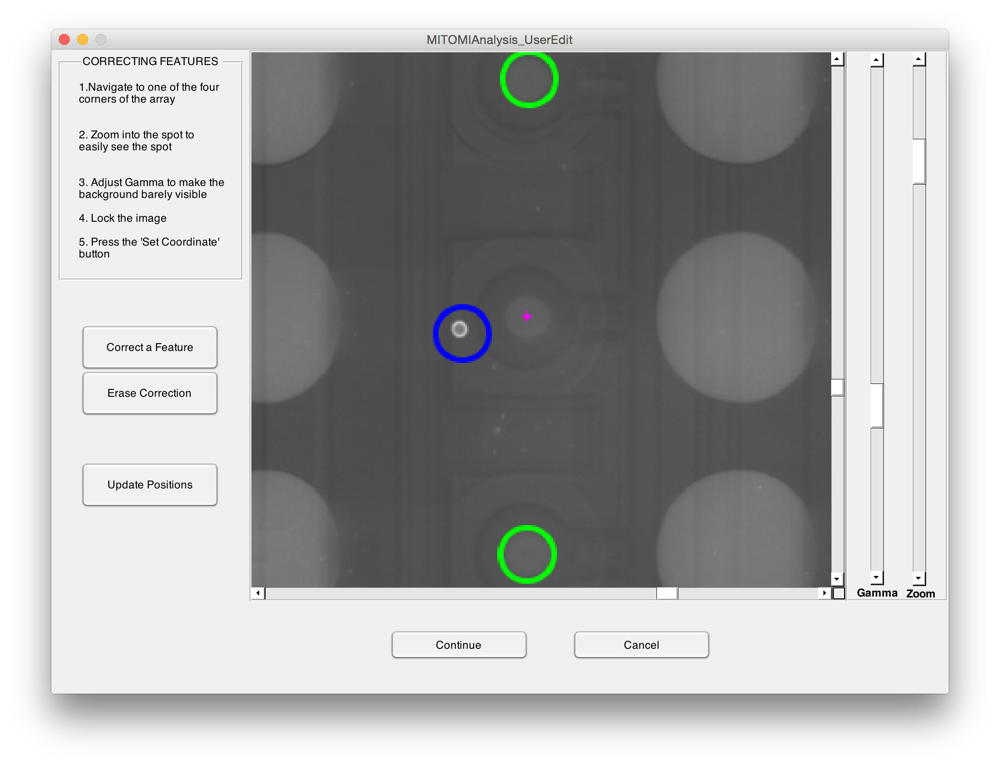 MITOMIAnalysis_UserEdit
CORRECTING FEATURES
1.Navigate to one of the four
corners of the array
2. Zoom into the spot to
easily see the spot
3. Adjust Gamma to make the
background barely visible
4. Lock the image
5. Press the 'Set Coordinate'
button
Correct a Feature
Erase Correction
Update Positions
Gamma
Zoom
Continue
Cancel